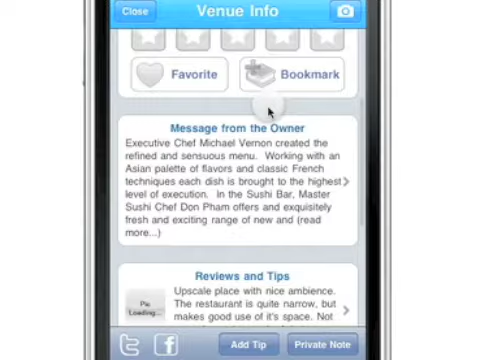 Close
Venue Info
Favorite
Bookmark
Message from the Owner
Executive Chef Michael Vernon created the
refined and sensuous menu. Working with an
Asian palette of flavors and classic French
techniques each dish is brought to the highest
level of execution. In the Sushi Bar, Master
Sushi Chef Don Pham offers and exquisitely
fresh and exciting range of new and (read
more...)
Reviews and Tips
Upscale place with nice ambience.
The restaurant is quite narrow, but
makes good use of it's space. Not
Pic
Loading...
Add Tip
Private Note